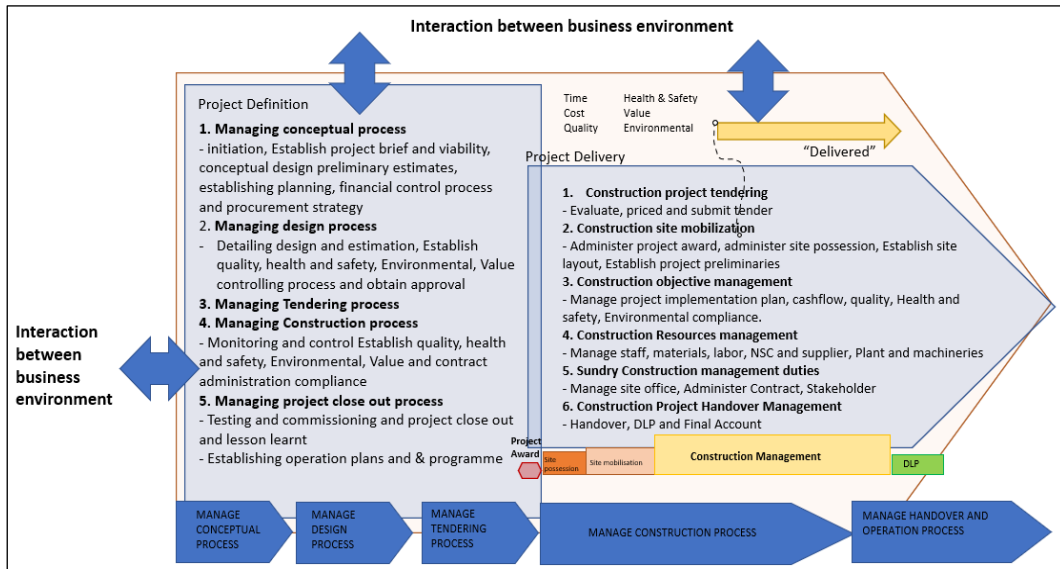 Interaction between business environment
Project Definition
1. Managing conceptual process
- initiation, Establish project brief and viability,
conceptual design preliminary estimates,
establishing planning, financial control process
and procurement strategy
2. Managing design process
- Detailing design and estimation, Establish
quality, health and safety, Environmental, Value
controlling process and obtain approval
3. Managing Tendering process
4. Managing Construction process
- Monitoring and control Establish quality, health
and safety, Environmental, Value and contract
administration compliance
5. Managing project close out process
- Testing and commissioning and project close out
and lesson learnt
- Establishing operation plans and & programme
Interaction
between
business
environment
Time Health & Safety
Cost Value
Quality Environmental
"Delivered"
Project Delivery
1. Construction project tendering
- Evaluate, priced and submit tender
2. Construction site mobilization
- Administer project award, administer site possession, Establish site
layout, Establish project preliminaries
3. Construction objective management
- Manage project implementation plan, cashflow, quality, Health and
safety, Environmental compliance.
4. Construction Resources management
- Manage staff, materials, labor, NSC and supplier, Plant and machineries
5. Sundry Construction management duties
- Manage site office, Administer Contract, Stakeholder
6. Construction Project Handover Management
- Handover, DLP and Final Account
Project
Award
Site
possession
Site mobilisation
Construction Management
DLP
MANAGE
CONCEPTUAL
PROCESS
MANAGE
DESIGN
PROCESS
MANAGE
TENDERING
PROCESS
MANAGE CONSTRUCTION PROCESS
MANAGE HANDOVER AND
OPERATION PROCESS